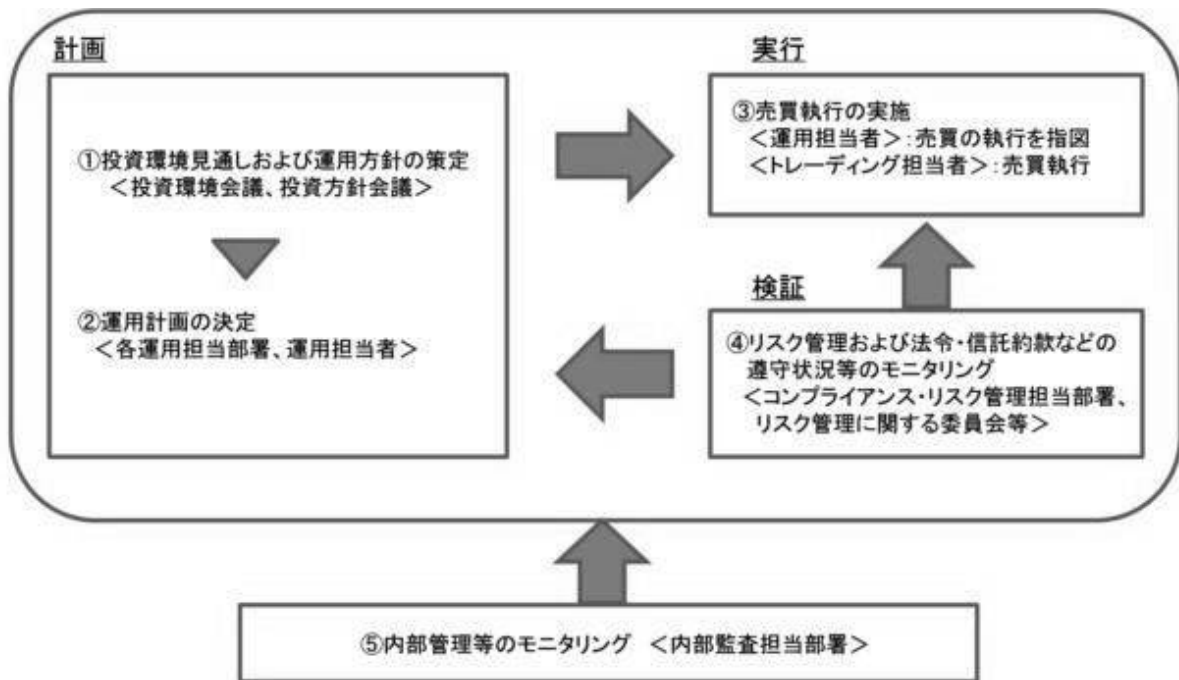 計画
①投資環境見通しおよび運用方針の策定
＜投資環境会議、投資方針会議＞
②運用計画の決定
＜各運用担当部署、運用担当者＞
実行
③売買執行の実施
＜運用担当者＞：売買の執行を指図
＜トレーディング担当者＞：売買執行
検証
④リスク管理および法令・信託約款などの
遵守状況等のモニタリング
＜コンプライアンス・リスク管理担当部署、
リスク管理に関する委員会等＞
⑤内部管理等のモニタリング　＜内部監査担当部署＞